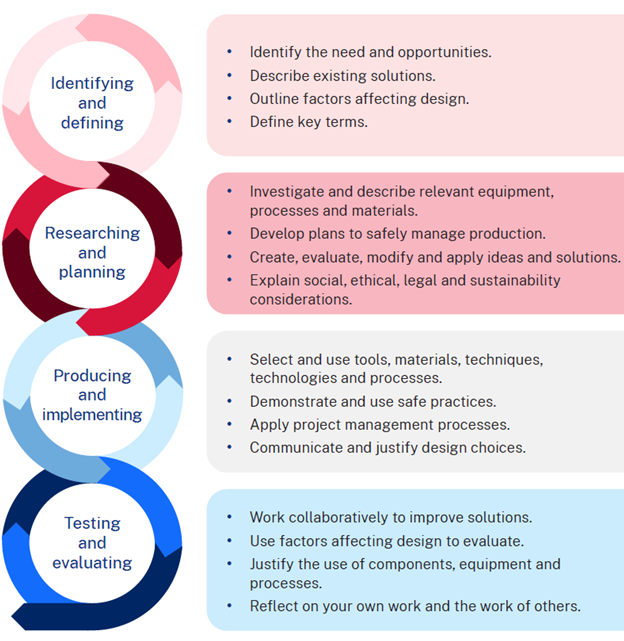 Identifying
and
defining
• Identify the need and opportunities.
• Describe existing solutions.
• Outline factors affecting design.
• Define key terms.
Researching
and
planning
• Investigate and describe relevant equipment,
processes and materials.
• Develop plans to safely manage production.
• Create, evaluate, modify and apply ideas and solutions.
• Explain social, ethical, legal and sustainability
considerations.
Producing
and
implementing
• Select and use tools, materials, techniques,
technologies and processes.
• Demonstrate and use safe practices.
• Apply project management processes.
• Communicate and justify design choices.
Testing
and
evaluating
• Work collaboratively to improve solutions.
• Use factors affecting design to evaluate.
• Justify the use of components, equipment and
processes.
• Reflect on your own work and the work of others.